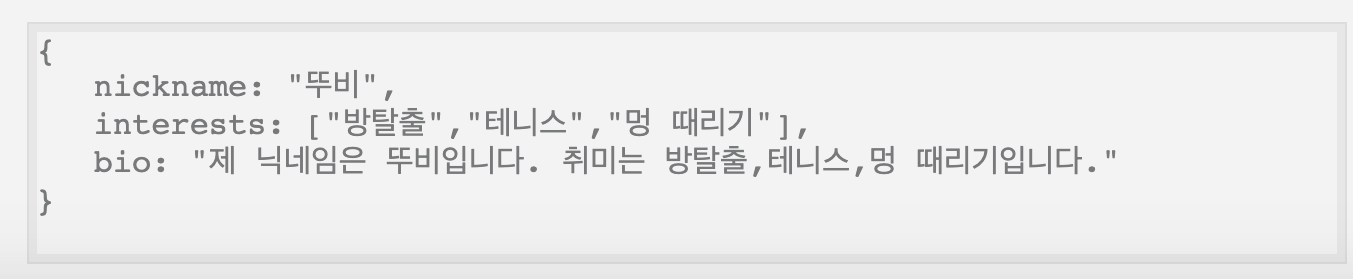 {
nickname: "뚜비",
interests: ["방탈출","테니스","멍 때리기"],
bio: "제 닉네임은 뚜비입니다. 취미는 방탈출,테니스,멍 때리기입니다."
}